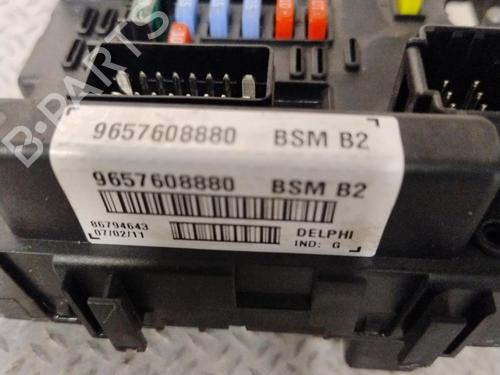 B-PARTS
9657608880 BSM B2
9657608880 BSM B2
86794643
07/02/11
DELPHI
IND: G